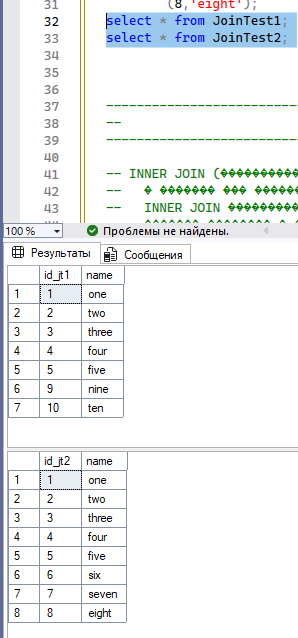 31 (8,'eight');
32 select * from JoinTest1;
33 select * from JoinTest2;
34
35
36
37 --------------------------
38 --
39 --------------------------
40
41 -- INNER JOIN (
42 --
43 -- INNER JOIN
100 % Проблемы не найдены.
Результаты Сообщения
id_jt1 name
1 1 one
2 2 two
3 3 three
4 4 four
5 5 five
6 9 nine
7 10 ten
id_jt2 name
1 1 one
2 2 two
3 3 three
4 4 four
5 5 five
6 6 six
7 7 seven
8 8 eight